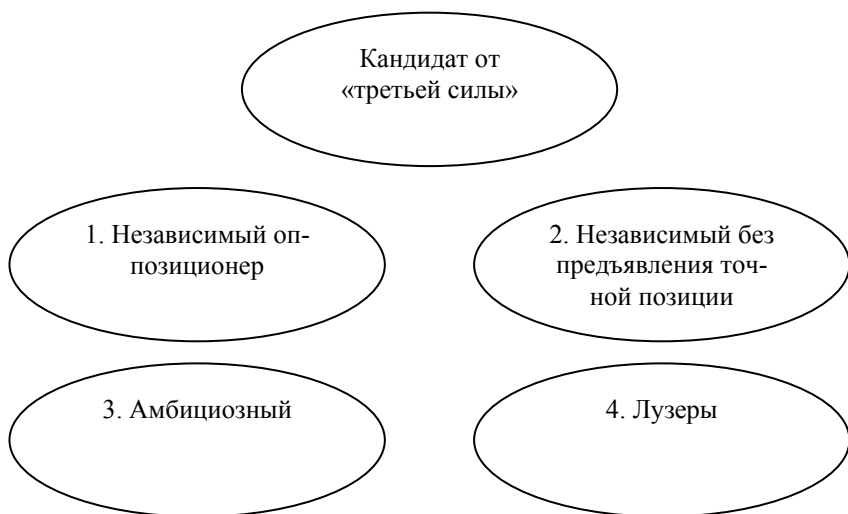 Кандидат от
«третьей силы»
1. Независимый оп-
позиционер
2. Независимый без
предъявления точ-
ной позиции
3. Амбициозный
4. Лузеры